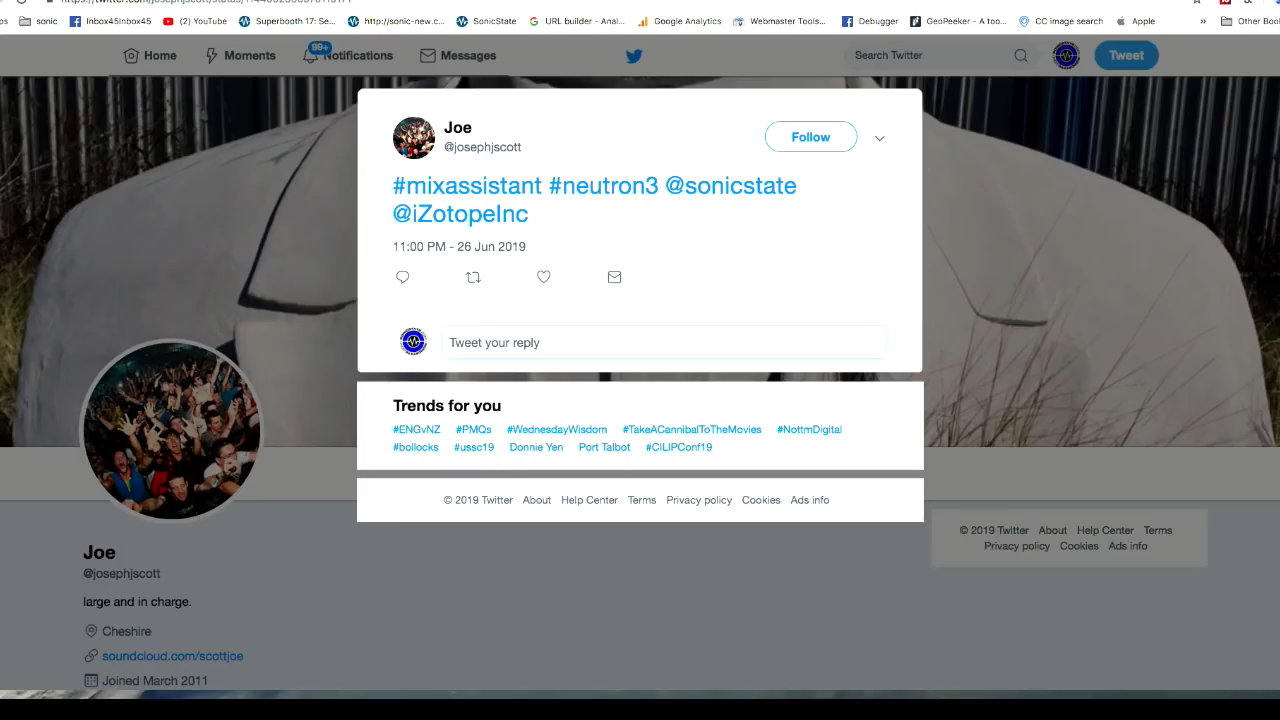 sonic Inbox45Inbox45 (2) YouTube Superbooth 17: Se... http://sonic-new.c... SonicState URL builder - Anal... Google Analytics Webmaster Tools... Debugger GeoPeeker - A too... CC image search Apple » Other Boo
Home Moments 99+ Notifications Messages Search Twitter Tweet
Joe
@josephjscott
Follow
#mixassistant #neutron3 @sonicstate
@iZotopeInc
11:00 PM - 26 Jun 2019
Tweet your reply
Trends for you
#ENGvNZ #PMQs #WednesdayWisdom #TakeACannibalToTheMovies #NottmDigital
#bollocks #ussc19 Donnie Yen Port Talbot #CILIPConf19
© 2019 Twitter About Help Center Terms Privacy policy Cookies Ads info
© 2019 Twitter About Help Center Terms
Privacy policy Cookies Ads info
Joe
@josephjscott
large and in charge.
Cheshire
soundcloud.com/scottjoe
Joined March 2011